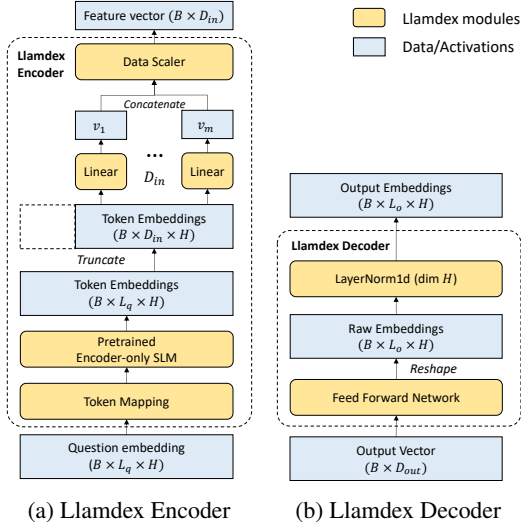 Feature vector (B × D_in)
Llamdex modules
Data/Activations
Llamdex
Encoder
Data Scaler
Concatenate
v_1
v_m
Linear
...
D_in
Linear
Token Embeddings
(B × D_in × H)
Truncate
Token Embeddings
(B × L_q × H)
Pretrained
Encoder-only SLM
Token Mapping
Question embedding
(B × L_q × H)
(a) Llamdex Encoder
Output Embeddings
(B × L_o × H)
Llamdex Decoder
LayerNorm1d (dim H)
Raw Embeddings
(B × L_o × H)
Reshape
Feed Forward Network
Output Vector
(B × D_out)
(b) Llamdex Decoder